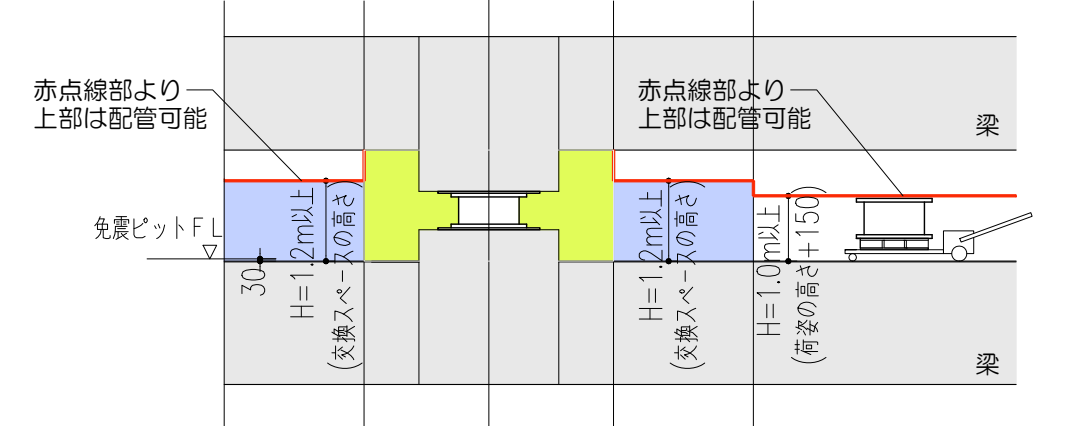 赤点線部より
上部は配管可能
赤点線部より
上部は配管可能
梁
免震ピットFL
30
H=1.2m以上
(交換スペースの高さ)
H=1.2m以上
(交換スペースの高さ)
H=1.0m以上
(荷姿の高さ+150)
梁